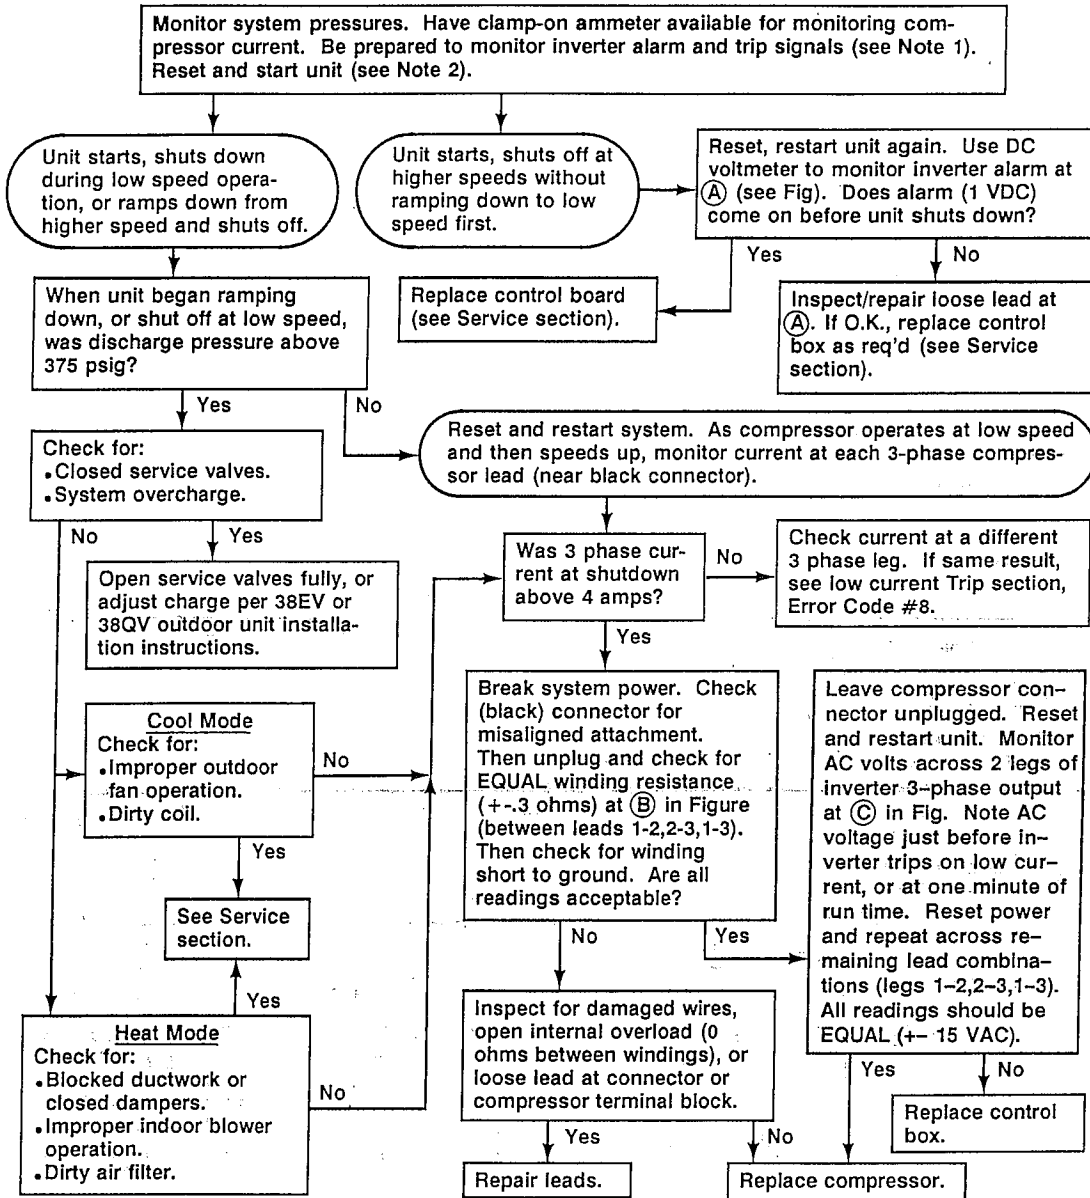 Monitor system pressures. Have clamp-on ammeter available for monitoring com-
pressor current. Be prepared to monitor inverter alarm and trip signals (see Note 1).
Reset and start unit (see Note 2).
Unit starts, shuts down
during low speed opera-
tion, or ramps down from
higher speed and shuts off.
Unit starts, shuts off at
higher speeds without
ramping down to low
speed first.
Reset, restart unit again. Use DC
voltmeter to monitor inverter alarm at
Ⓐ (see Fig). Does alarm (1 VDC)
come on before unit shuts down?
Yes
No
When unit began ramping
down, or shut off at low speed,
was discharge pressure above
375 psig?
Replace control board
(see Service section).
Inspect/repair loose lead at
Ⓐ. If O.K., replace control
box as req'd (see Service
section).
Yes
No
Check for:
•Closed service valves.
•System overcharge.
Reset and restart system. As compressor operates at low speed
and then speeds up, monitor current at each 3-phase compres-
sor lead (near black connector).
No
Yes
Open service valves fully, or
adjust charge per 38EV or
38QV outdoor unit installa-
tion instructions.
Was 3 phase cur-
rent at shutdown
above 4 amps?
No
Check current at a different
3 phase leg. If same result,
see low current Trip section,
Error Code #8.
Yes
Cool Mode
Check for:
•Improper outdoor
fan operation.
•Dirty coil.
No
Yes
See Service
section.
Yes
Heat Mode
Check for:
•Blocked ductwork or
closed dampers.
•Improper indoor blower
operation.
•Dirty air filter.
No
Break system power. Check
(black) connector for
misaligned attachment.
Then unplug and check for
EQUAL winding resistance
(+-.3 ohms) at Ⓑ in Figure
(between leads 1-2,2-3,1-3).
Then check for winding
short to ground. Are all
readings acceptable?
No
Yes
Leave compressor con-
nector unplugged. Reset
and restart unit. Monitor
AC volts across 2 legs of
inverter 3-phase output
at Ⓒ in Fig. Note AC
voltage just before in-
verter trips on low cur-
rent, or at one minute of
run time. Reset power
and repeat across re-
maining lead combina-
tions (legs 1-2,2-3,1-3).
All readings should be
EQUAL (+- 15 VAC).
Inspect for damaged wires,
open internal overload (0
ohms between windings), or
loose lead at connector or
compressor terminal block.
Yes
No
Yes
No
Repair leads.
Replace compressor.
Replace control
box.